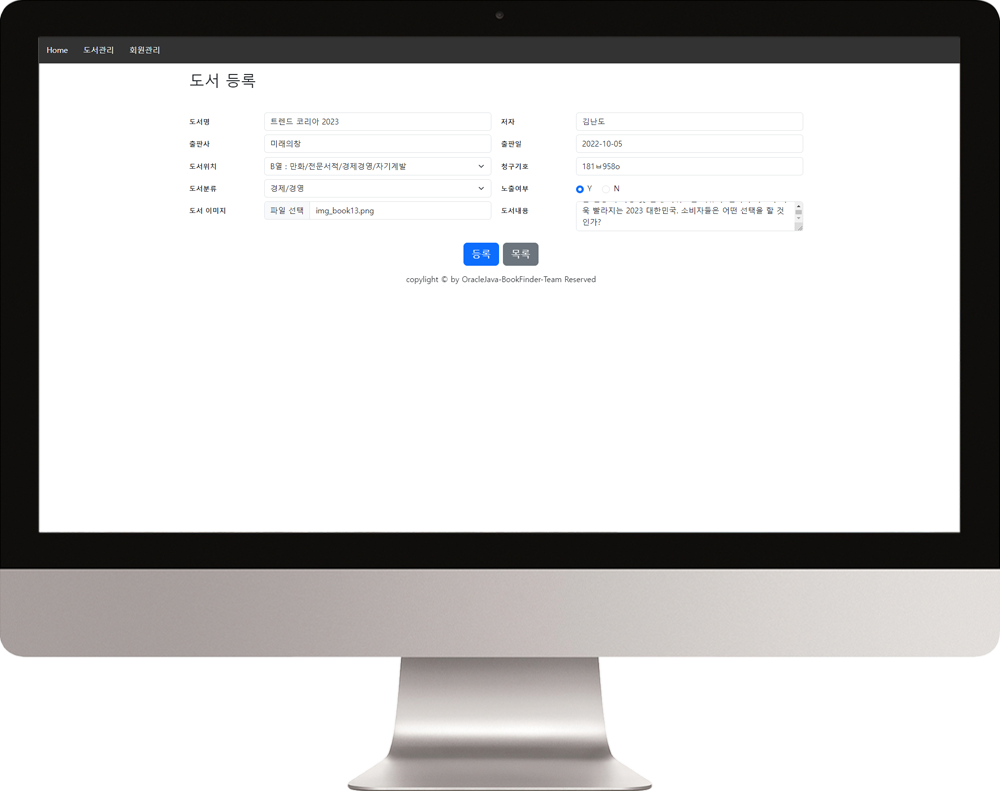 Home 도서관리 회원관리
도서 등록
도서명 트렌드 코리아 2023 저자 김난도
출판사 미래의창 출판일 2022-10-05
도서위치 B열 : 만화/전문서적/경제경영/자기계발 청구기호 181ㅂ958o
도서분류 경제/경영 노출여부 Y N
도서 이미지 파일 선택 img_book13.png 도서내용
욱 빨라지는 2023 대한민국. 소비자들은 어떤 선택을 할 것
인가?
등록 목록
copylight © by OracleJava-BookFinder-Team Reserved